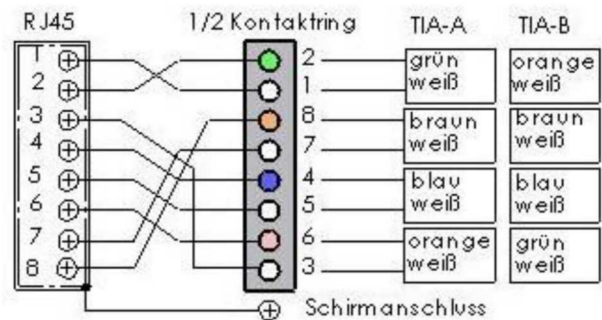 RJ45
1/2 Kontaktring
TIA-A
TIA-B
1
2
3
4
5
6
7
8
2
1
8
7
4
5
6
3
grün
weiß
braun
weiß
blau
weiß
orange
weiß
orange
weiß
braun
weiß
blau
weiß
grün
weiß
Schirmanschluss